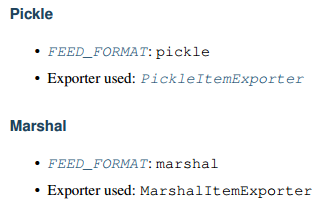 Pickle
• FEED_FORMAT: pickle
• Exporter used: PickleItemExporter
Marshal
• FEED_FORMAT: marshal
• Exporter used: MarshalItemExporter